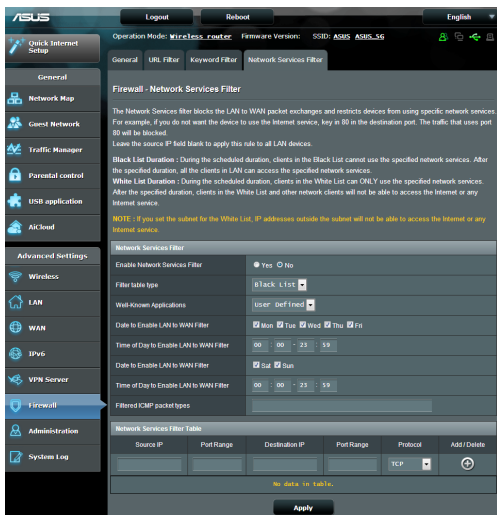 ASUS
Logout
Reboot
English
Quick Internet
Setup
Operation Mode: Wireless router Firmware Version: SSID: ASUS ASUS_5G
General
URL Filter
Keyword Filter
Network Services Filter
General
Network Map
Guest Network
Traffic Manager
Parental control
USB application
AiCloud
Advanced Settings
Wireless
LAN
WAN
IPv6
VPN Server
Firewall
Administration
System Log
Firewall - Network Services Filter
The Network Services filter blocks the LAN to WAN packet exchanges and restricts devices from using specific network services.
For example, if you do not want the device to use the Internet service, key in 80 in the destination port. The traffic that uses port
80 will be blocked.
Leave the source IP field blank to apply this rule to all LAN devices.
Black List Duration : During the scheduled duration, clients in the Black List cannot use the specified network services. After
the specified duration, all the clients in LAN can access the specified network services.
White List Duration : During the scheduled duration, clients in the White List can ONLY use the specified network services.
After the specified duration, clients in the White List and other network clients will not be able to access the Internet or any
Internet service.
NOTE : If you set the subnet for the White List, IP addresses outside the subnet will not be able to access the Internet or any
Internet service.
Network Services Filter
Enable Network Services Filter Yes No
Filter table type Black List
Well-Known Applications User Defined
Date to Enable LAN to WAN Filter Mon Tue Wed Thu Fri
Time of Day to Enable LAN to WAN Filter 00 : 00 - 23 : 59
Date to Enable LAN to WAN Filter Sat Sun
Time of Day to Enable LAN to WAN Filter 00 : 00 - 23 : 59
Filtered ICMP packet types
Network Services Filter Table
Source IP Port Range Destination IP Port Range Protocol Add / Delete
TCP
No data in table.
Apply